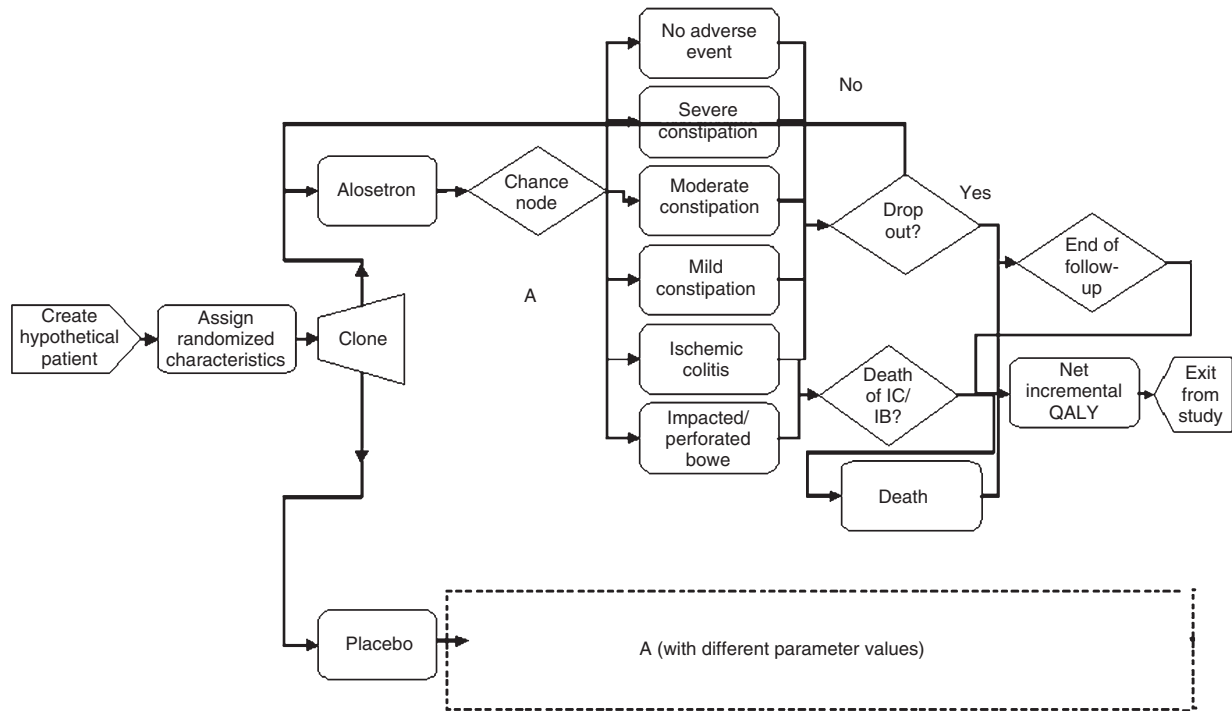 No adverse
event
No
Severe
constipation
Alosetron
Chance
node
Moderate
constipation
Yes
Drop
out?
End of
follow-
up
Mild
constipation
A
Create
hypothetical
patient
Assign
randomized
characteristics
Clone
Ischemic
colitis
Death
of IC/
IB?
Net
incremental
QALY
Exit
from
study
Impacted/
perforated
bowe
Death
Placebo
A (with different parameter values)